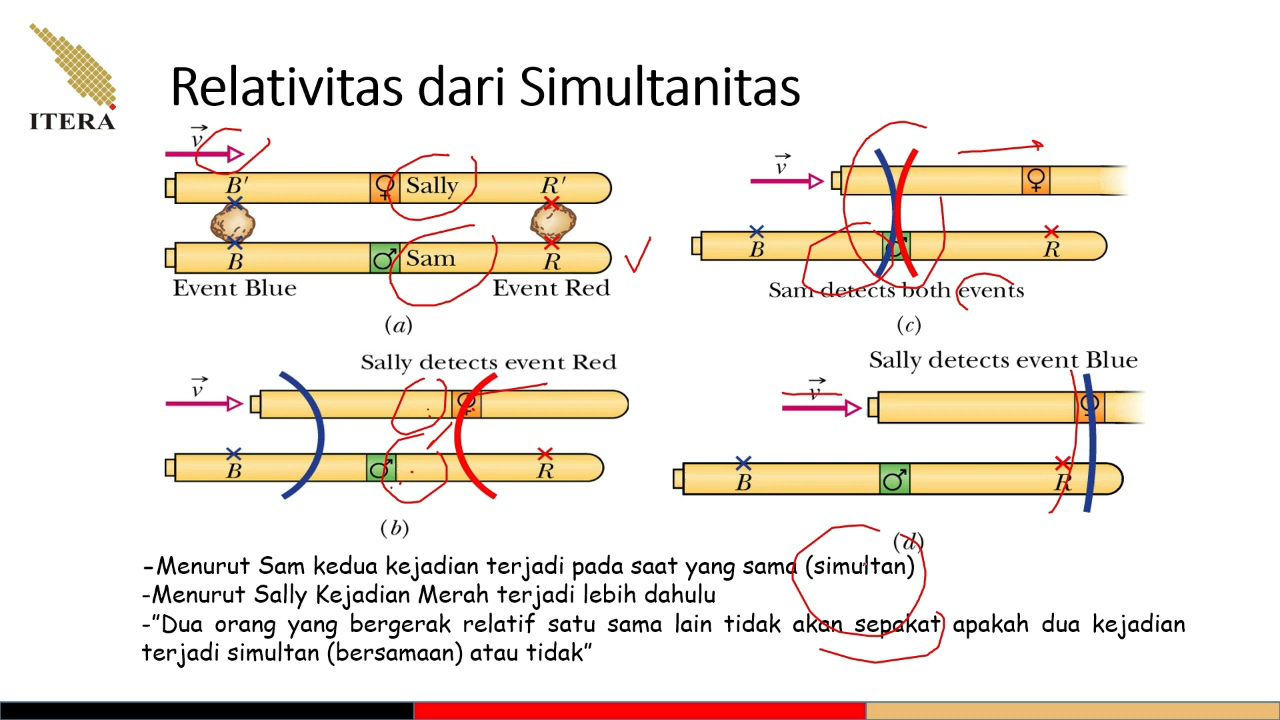 ITERA
Relativitas dari Simultanitas
v
B' Sally R'
B Sam R
Event Blue Event Red
(a)
v
B R
Sam detects both events
(c)
Sally detects event Red
v
B R
(b)
Sally detects event Blue
v
B R
(d)
-Menurut Sam kedua kejadian terjadi pada saat yang sama (simultan)
-Menurut Sally Kejadian Merah terjadi lebih dahulu
-”Dua orang yang bergerak relatif satu sama lain tidak akan sepakat apakah dua kejadian
terjadi simultan (bersamaan) atau tidak”